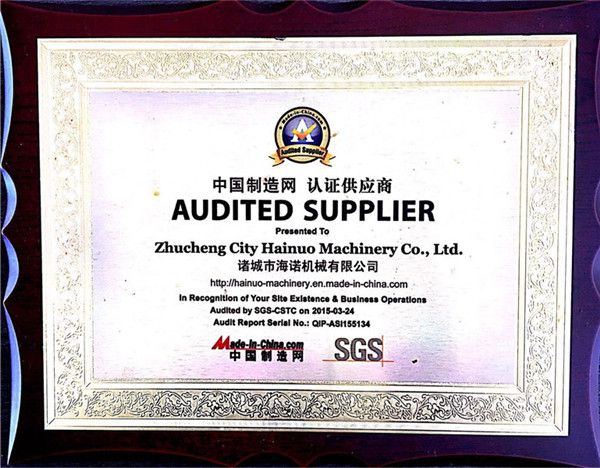 Made-in-China.com
Audited Supplier
中国制造网 认证供应商
AUDITED SUPPLIER
Presented To
Zhucheng City Hainuo Machinery Co., Ltd.
诸城市海诺机械有限公司
http://hainuo-machinery.en.made-in-china.com
In Recognition of Your Site Existence & Business Operations
Audited by SGS-CSTC on 2015-03-24
Audit Report Serial No.: QIP-ASI155134
Made-in-China.com
中国制造网
SGS